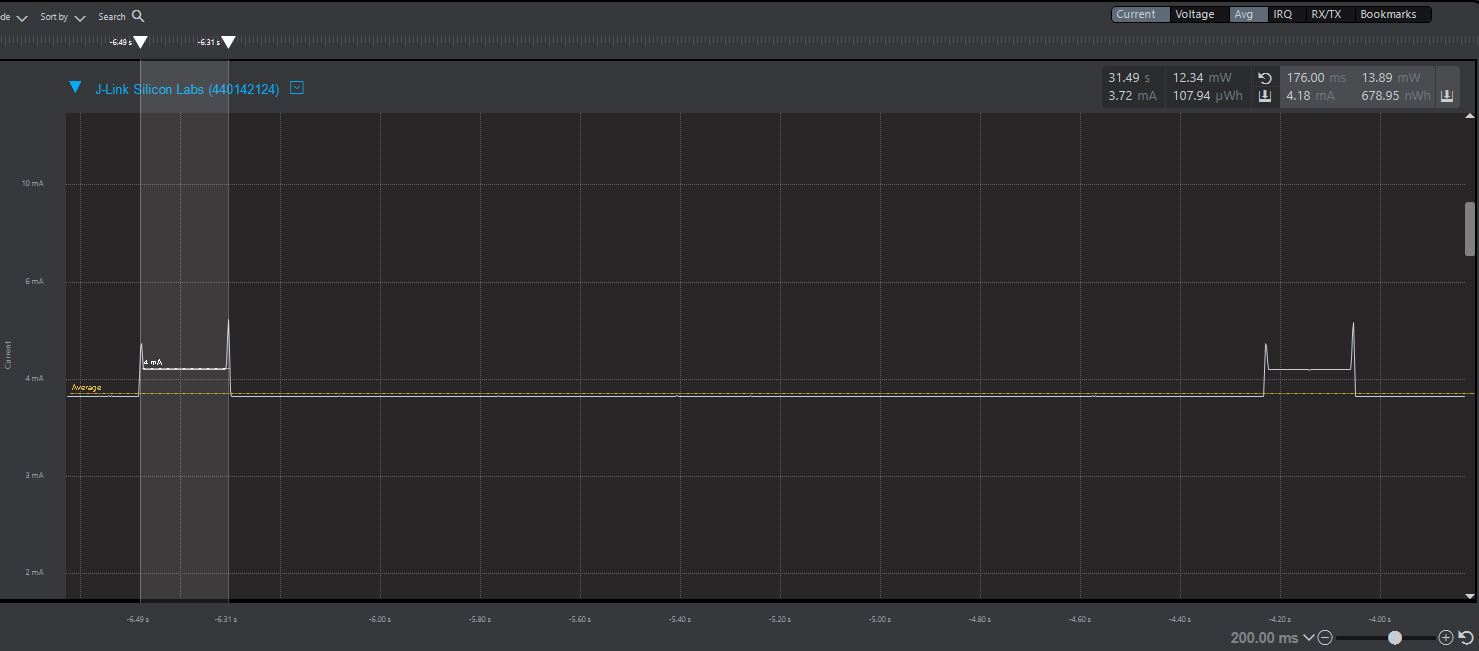 de Sort by Search Current Voltage Avg IRQ RX/TX Bookmarks
-6.49 s -6.31 s
J-Link Silicon Labs (440142124)
31.49 s 12.34 mW 176.00 ms 13.89 mW
3.72 mA 107.94 µWh 4.18 mA 678.95 nWh
10 mA
6 mA
Current
4 mA
4 mA
Average
3 mA
2 mA
-6.49 s -6.31 s -6.00 s -5.80 s -5.60 s -5.40 s -5.20 s -5.00 s -4.80 s -4.60 s -4.40 s -4.20 s -4.00 s
200.00 ms